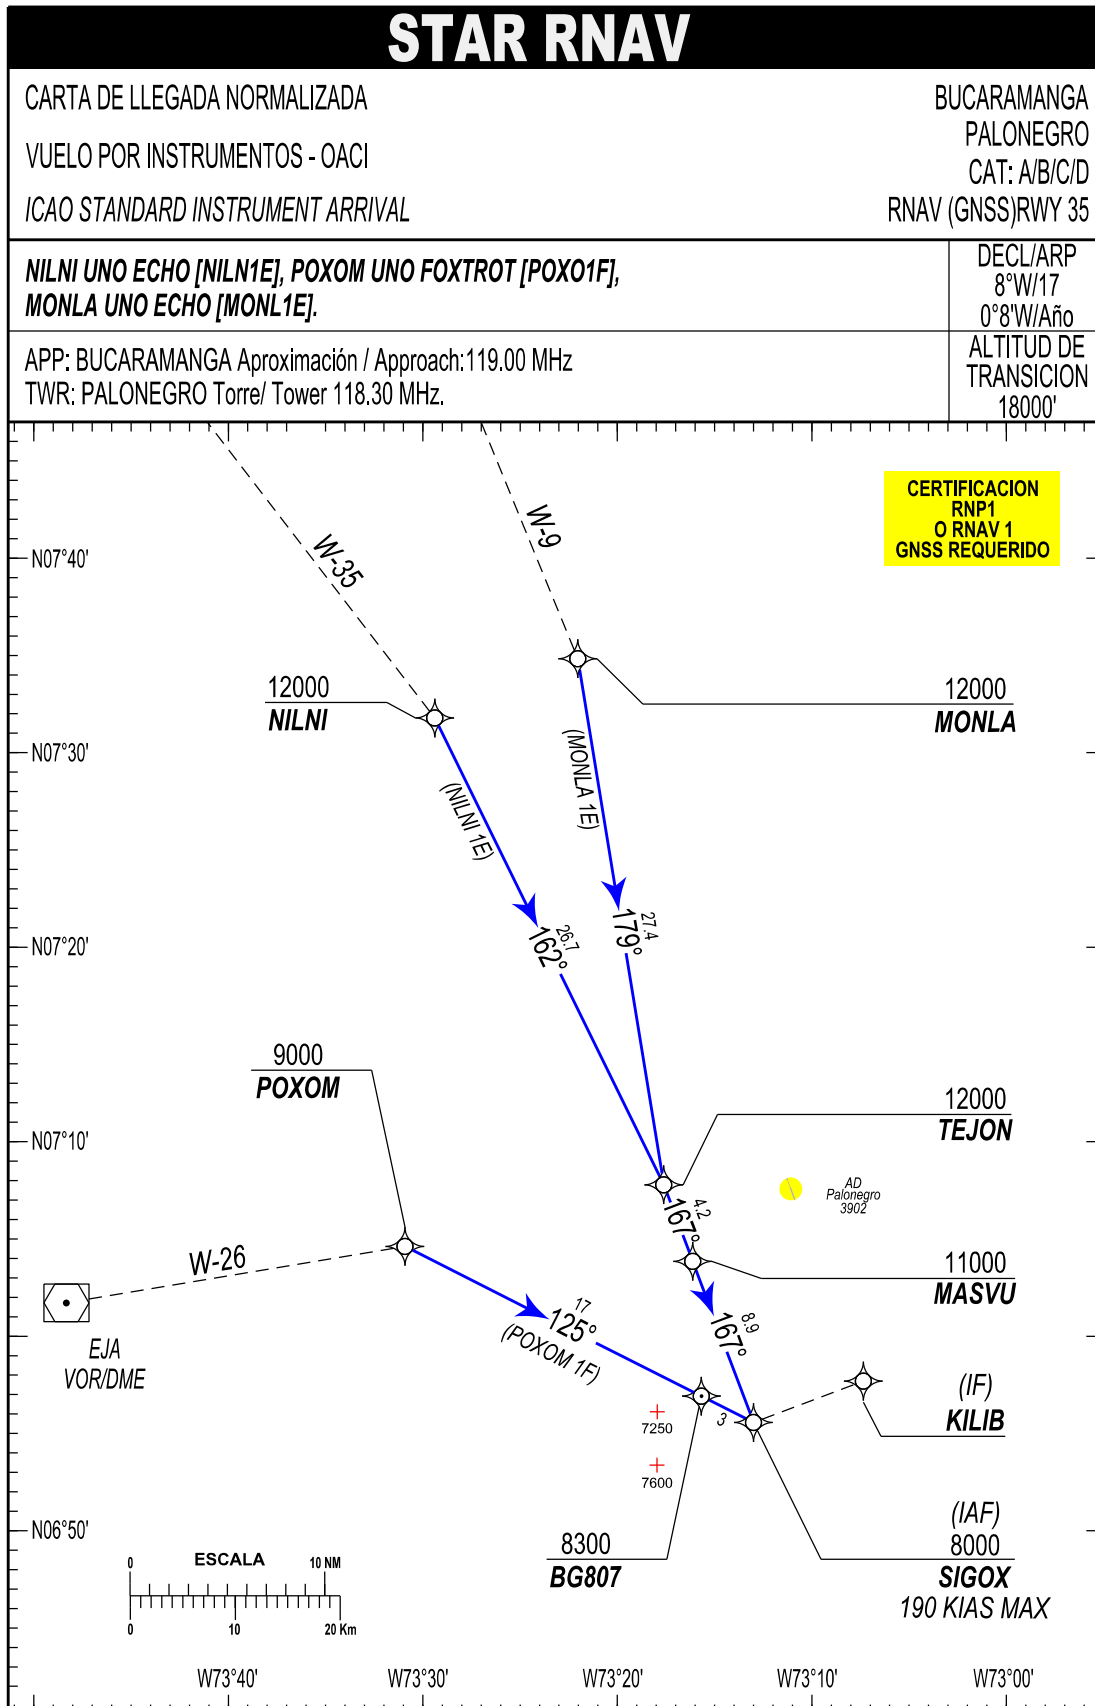 STAR RNAV
CARTA DE LLEGADA NORMALIZADA
VUELO POR INSTRUMENTOS - OACI
ICAO STANDARD INSTRUMENT ARRIVAL
BUCARAMANGA
PALONEGRO
CAT: A/B/C/D
RNAV (GNSS)RWY 35
NILNI UNO ECHO [NILN1E], POXOM UNO FOXTROT [POXO1F],
MONLA UNO ECHO [MONL1E].
DECL/ARP
8°W/17
0°8'W/Año
APP: BUCARAMANGA Aproximación / Approach:119.00 MHz
TWR: PALONEGRO Torre/ Tower 118.30 MHz.
ALTITUD DE
TRANSICION
18000'
CERTIFICACION
RNP1
O RNAV 1
GNSS REQUERIDO
W-9
W-35
N07°40'
12000
NILNI
12000
MONLA
N07°30'
(MONLA 1E)
(NILNI 1E)
27.4
179°
26.7
162°
N07°20'
9000
POXOM
12000
TEJON
N07°10'
AD
Palonegro
3902
4.2
167°
W-26
11000
MASVU
EJA
VOR/DME
17
125°
(POXOM 1F)
8.9
167°
(IF)
KILIB
3
7250
7600
(IAF)
8000
SIGOX
190 KIAS MAX
N06°50'
8300
BG807
0
ESCALA
10 NM
0
10
20 Km
W73°40'
W73°30'
W73°20'
W73°10'
W73°00'